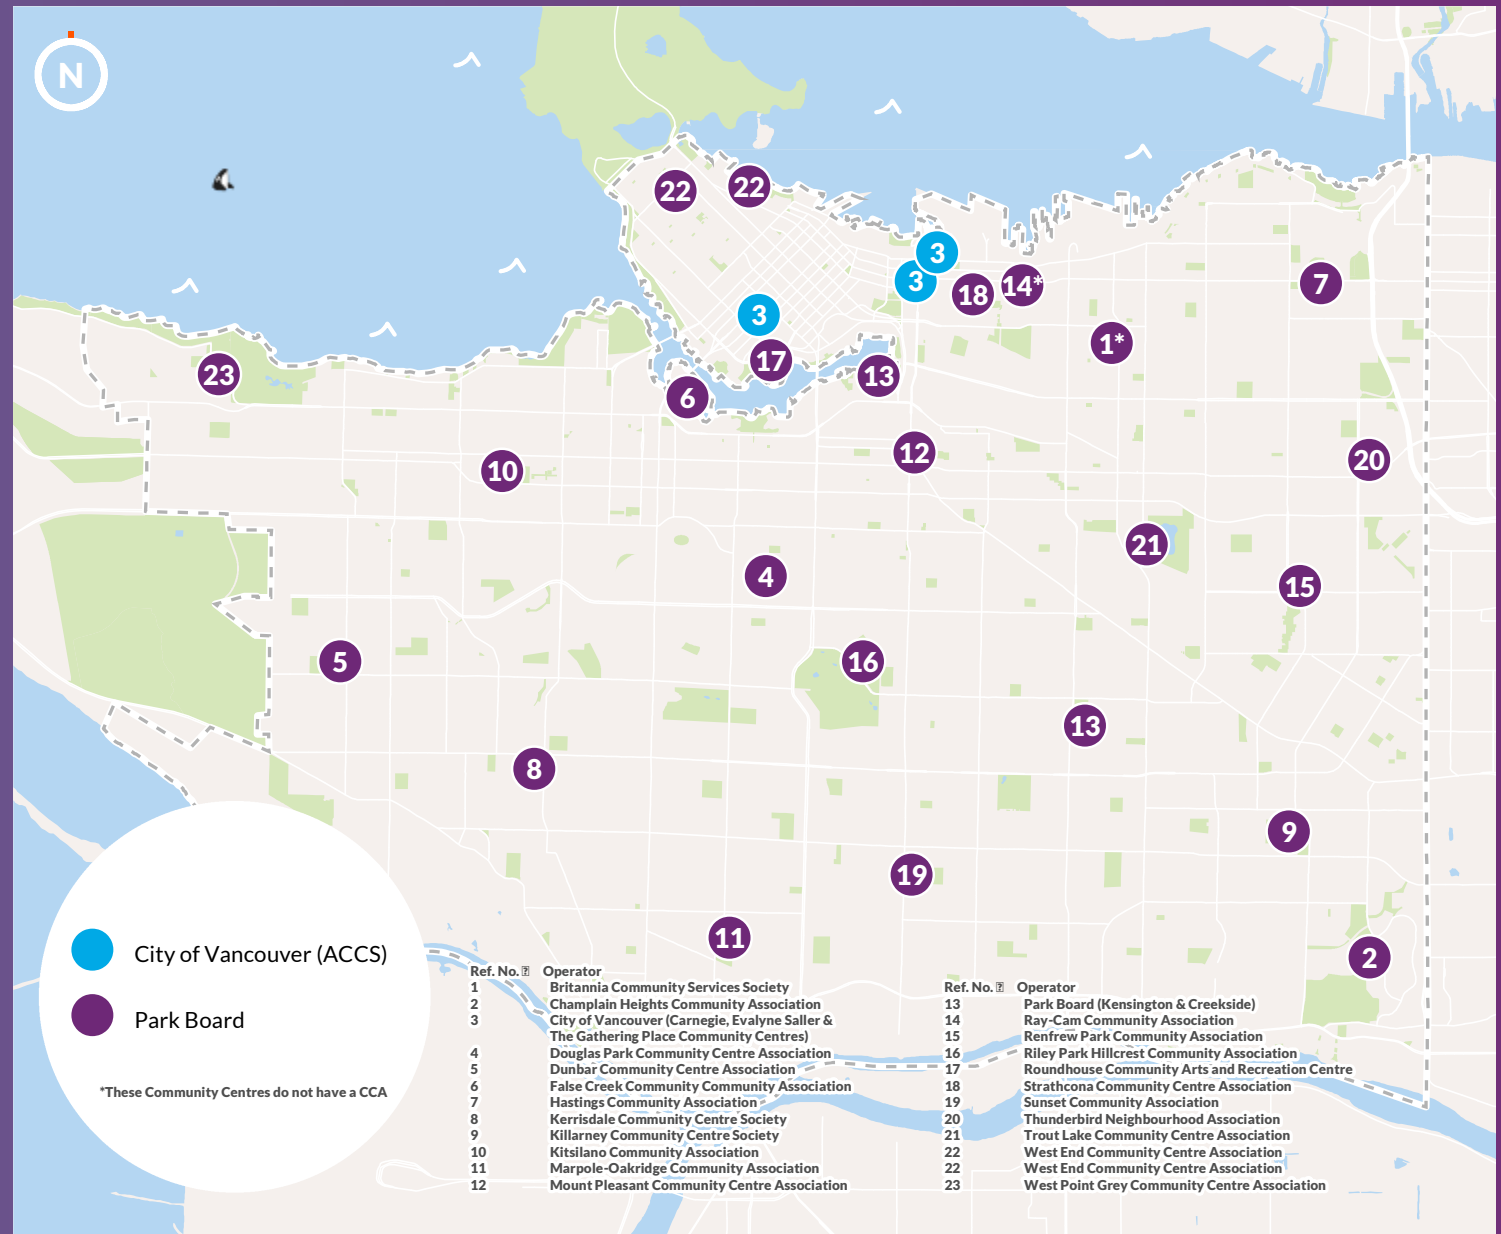 N
22
22
3
3
18
14*
7
3
1*
17
23
13
6
12
20
10
21
4
15
5
16
13
8
9
19
11
2
City of Vancouver (ACCS)
Park Board
*These Community Centres do not have a CCA
Ref. No. Operator
1 Britannia Community Services Society
2 Champlain Heights Community Association
3 City of Vancouver (Carnegie, Evalyne Saller &
The Gathering Place Community Centres)
4 Douglas Park Community Centre Association
5 Dunbar Community Centre Association
6 False Creek Community Community Association
7 Hastings Community Association
8 Kerrisdale Community Centre Society
9 Killarney Community Centre Society
10 Kitsilano Community Association
11 Marpole-Oakridge Community Association
12 Mount Pleasant Community Centre Association
Ref. No. Operator
13 Park Board (Kensington & Creekside)
14 Ray-Cam Community Association
15 Renfrew Park Community Association
16 Riley Park Hillcrest Community Association
17 Roundhouse Community Arts and Recreation Centre
18 Strathcona Community Centre Association
19 Sunset Community Association
20 Thunderbird Neighbourhood Association
21 Trout Lake Community Centre Association
22 West End Community Centre Association
22 West End Community Centre Association
23 West Point Grey Community Centre Association